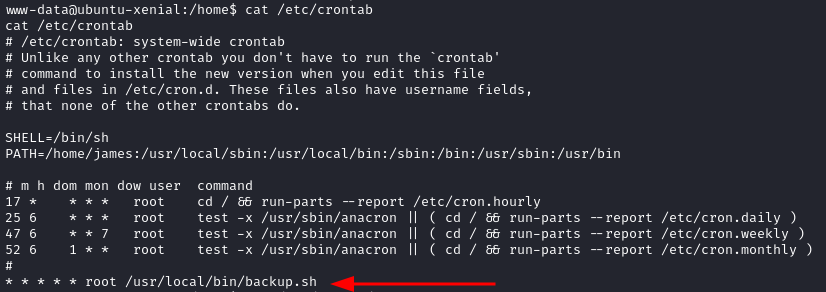 www-data@ubuntu-xenial:/home$ cat /etc/crontab
cat /etc/crontab
# /etc/crontab: system-wide crontab
# Unlike any other crontab you don't have to run the `crontab'
# command to install the new version when you edit this file
# and files in /etc/cron.d. These files also have username fields,
# that none of the other crontabs do.
SHELL=/bin/sh
PATH=/home/james:/usr/local/sbin:/usr/local/bin:/sbin:/bin:/usr/sbin:/usr/bin
# m h dom mon dow user  command
17 *    * * *   root    cd / && run-parts --report /etc/cron.hourly
25 6    * * *   root    test -x /usr/sbin/anacron || ( cd / && run-parts --report /etc/cron.daily )
47 6    * * 7   root    test -x /usr/sbin/anacron || ( cd / && run-parts --report /etc/cron.weekly )
52 6    1 * *   root    test -x /usr/sbin/anacron || ( cd / && run-parts --report /etc/cron.monthly )
#
* * * * * root /usr/local/bin/backup.sh